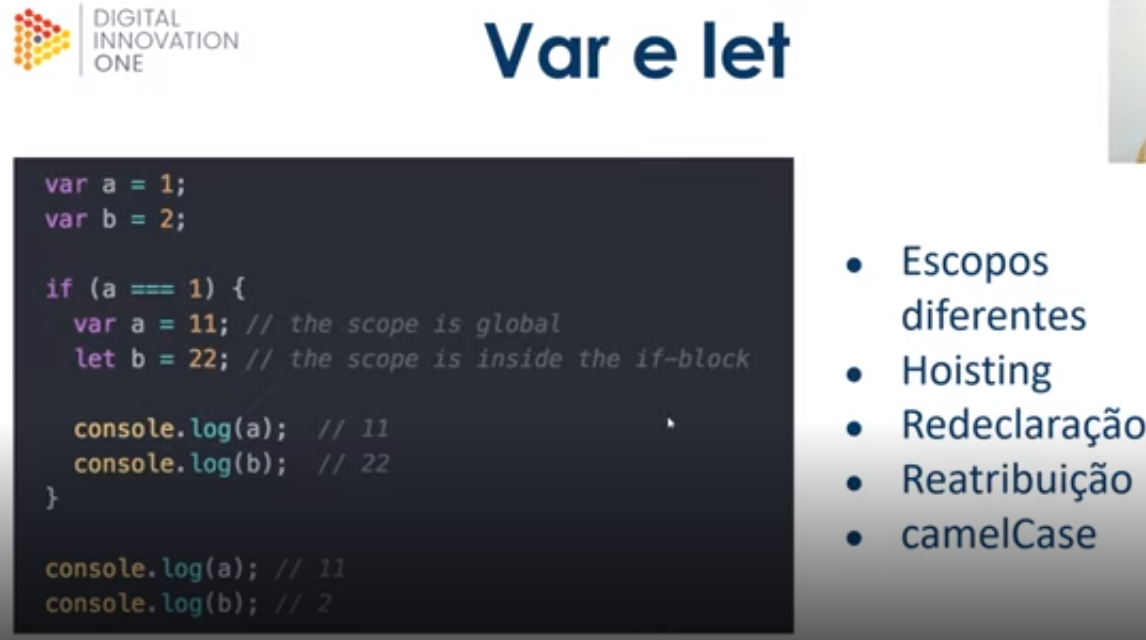 DIGITAL
INNOVATION
ONE
Var e let
var a = 1;
var b = 2;
if (a === 1) {
var a = 11; // the scope is global
let b = 22; // the scope is inside the if-block
console.log(a); // 11
console.log(b); // 22
}
console.log(a); // 11
console.log(b); // 2
• Escopos
diferentes
• Hoisting
• Redeclaração
• Reatribuição
• camelCase